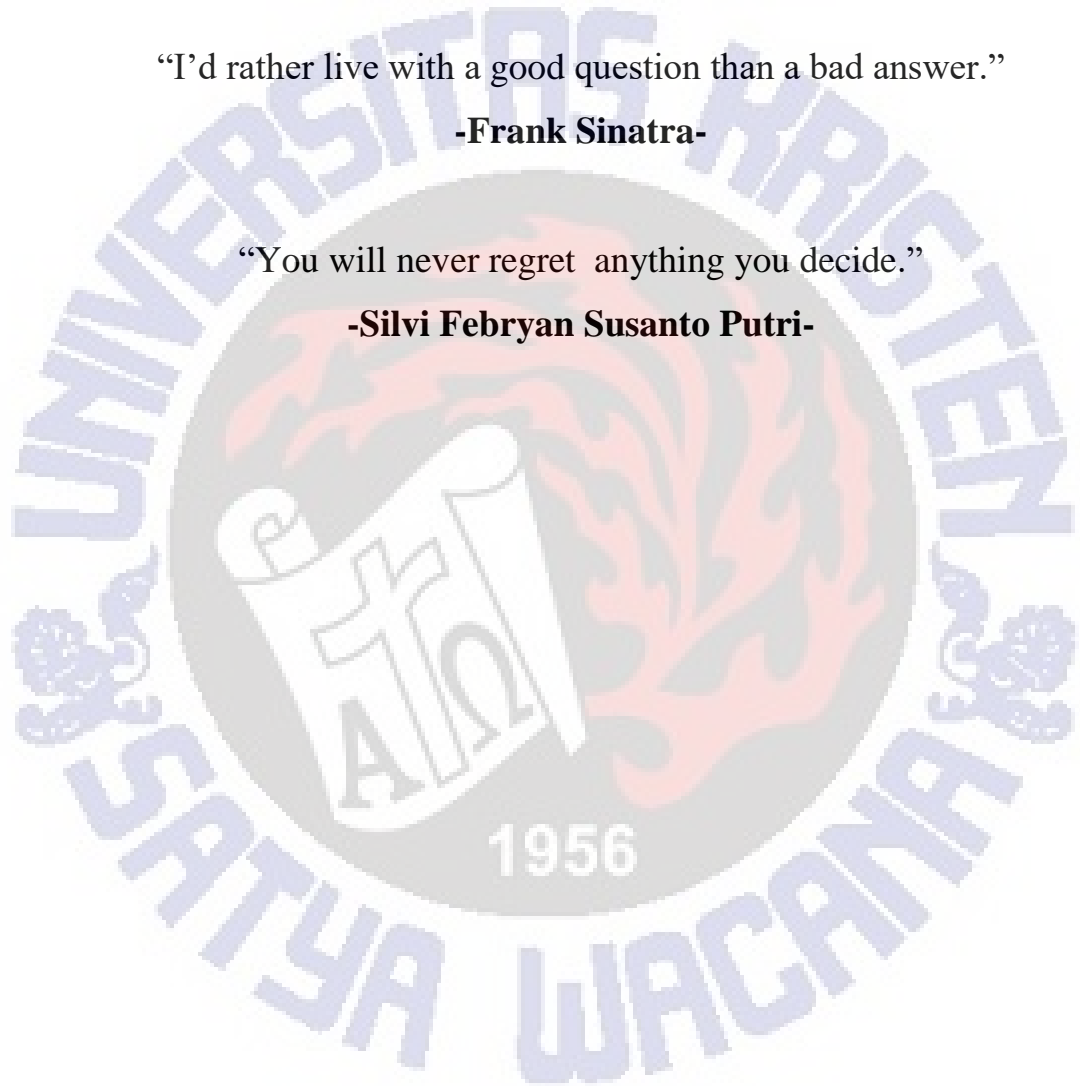 “I’d rather live with a good question than a bad answer.”
-Frank Sinatra-
“You will never regret  anything you decide.”
-Silvi Febryan Susanto Putri-
UNIVERSITAS KRISTEN
SATYA WACANA
A Ω
1956